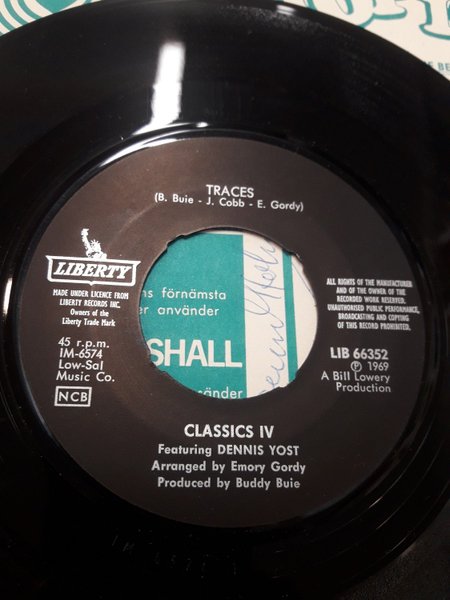 TRACES
(B. Buie - J. Cobb - E. Gordy)
LIBERTY
MADE UNDER LICENCE FROM
LIBERTY RECORDS INC.
Owners of the
Liberty Trade Mark
45 r.p.m.
IM-6574
Low-Sal
Music Co.
NCB
ns förnämsta
er använder
SHALL
änder
ALL RIGHTS OF THE MANUFACTURER
AND OF THE OWNER OF THE
RECORDED WORK RESERVED.
UNAUTHORISED PUBLIC PERFORMANCE,
BROADCASTING AND COPYING
OF THIS RECORD PROHIBITED.
LIB 66352
Ⓟ 1969
A Bill Lowery
Production
CLASSICS IV
Featuring DENNIS YOST
Arranged by Emory Gordy
Produced by Buddy Buie